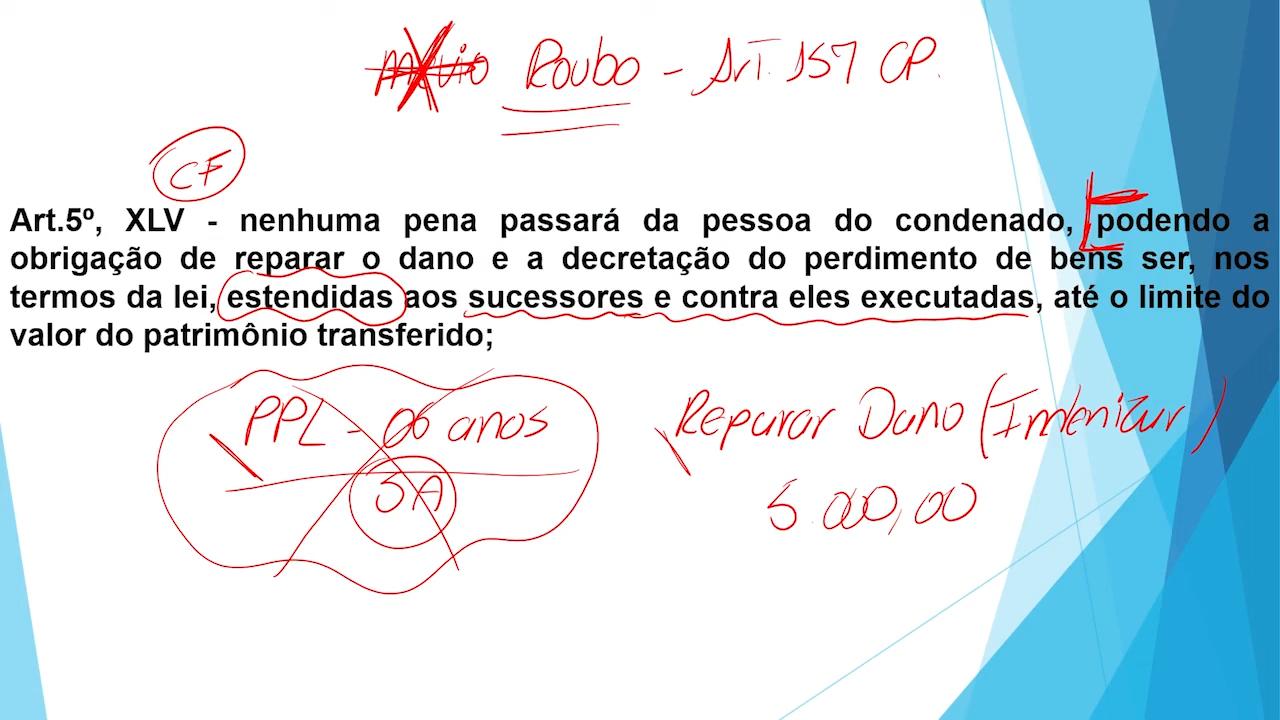 Mévio Roubo - Art. 157 CP.
CF
Art.5º, XLV - nenhuma pena passará da pessoa do condenado, podendo a
obrigação de reparar o dano e a decretação do perdimento de bens ser, nos
termos da lei, estendidas aos sucessores e contra eles executadas, até o limite do
valor do patrimônio transferido;
PPL - 06 anos
5A
Reparar Dano (Indenizar)
5.000,00